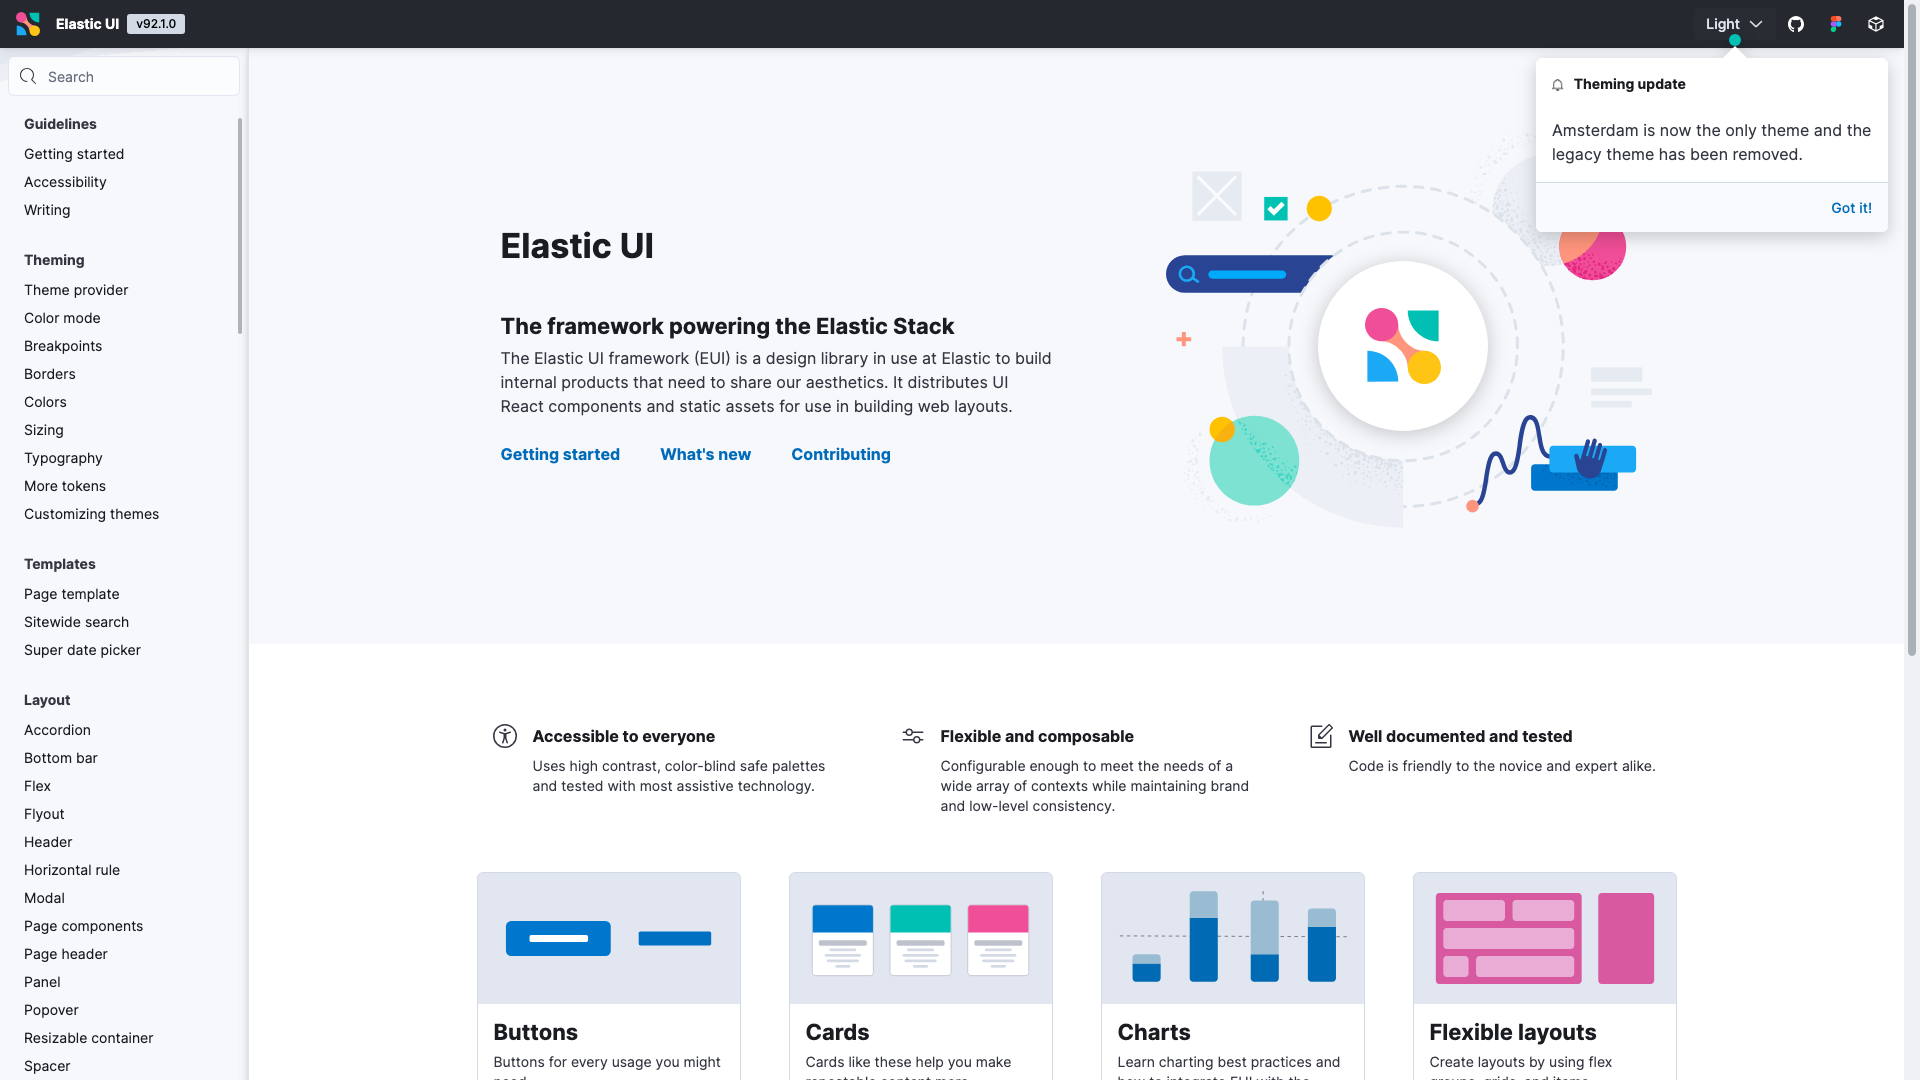 Elastic UI v92.1.0
Light
Search
Guidelines
Getting started
Accessibility
Writing
Theming
Theme provider
Color mode
Breakpoints
Borders
Colors
Sizing
Typography
More tokens
Customizing themes
Templates
Page template
Sitewide search
Super date picker
Layout
Accordion
Bottom bar
Flex
Flyout
Header
Horizontal rule
Modal
Page components
Page header
Panel
Popover
Resizable container
Spacer
Theming update
Amsterdam is now the only theme and the
legacy theme has been removed.
Got it!
Elastic UI
The framework powering the Elastic Stack
The Elastic UI framework (EUI) is a design library in use at Elastic to build
internal products that need to share our aesthetics. It distributes UI
React components and static assets for use in building web layouts.
Getting started What's new Contributing
Accessible to everyone
Uses high contrast, color-blind safe palettes
and tested with most assistive technology.
Flexible and composable
Configurable enough to meet the needs of a
wide array of contexts while maintaining brand
and low-level consistency.
Well documented and tested
Code is friendly to the novice and expert alike.
Buttons
Buttons for every usage you might
Cards
Cards like these help you make
Charts
Learn charting best practices and
Flexible layouts
Create layouts by using flex